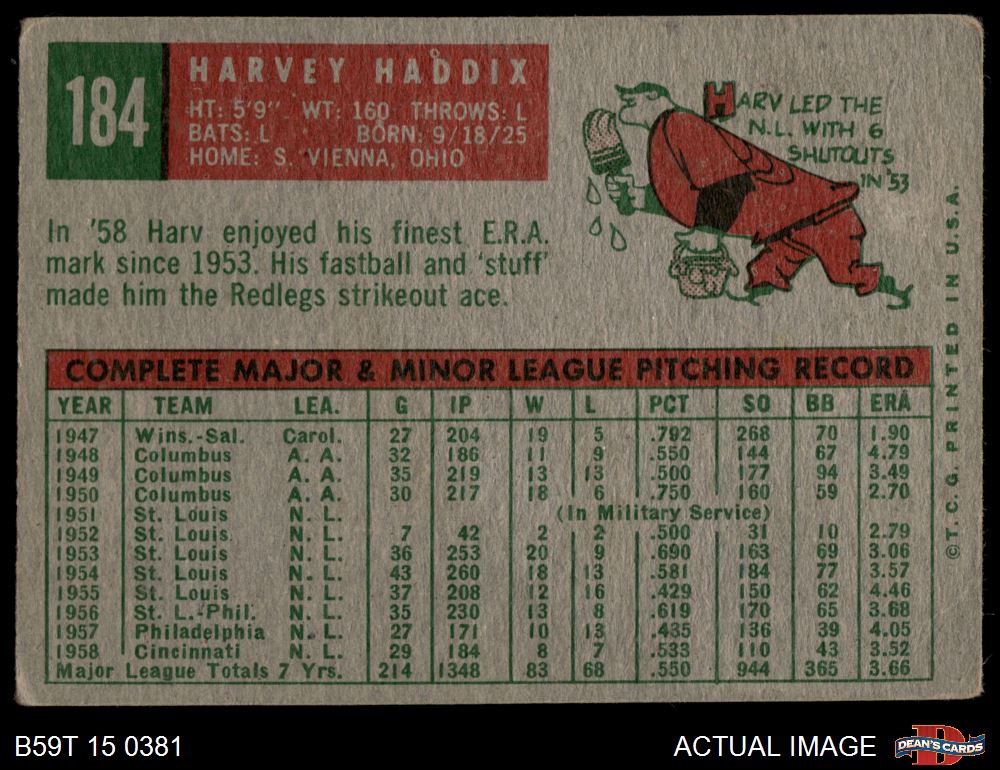 184
HARVEY HADDIX
HT: 5'9" WT: 160 THROWS: L
BATS: L BORN: 9/18/25
HOME: S. VIENNA, OHIO
HARV LED THE
N.L. WITH 6
SHUTOUTS
IN '53
In '58 Harv enjoyed his finest E.R.A.
mark since 1953. His fastball and 'stuff'
made him the Redlegs strikeout ace.
COMPLETE MAJOR & MINOR LEAGUE PITCHING RECORD
YEAR TEAM LEA. G IP W L PCT SO BB ERA
1947 Wins.-Sal. Carol. 27 204 19 5 .792 268 70 1.90
1948 Columbus A. A. 32 186 11 9 .550 144 67 4.79
1949 Columbus A. A. 35 219 13 13 .500 177 94 3.49
1950 Columbus A. A. 30 217 18 6 .750 160 59 2.70
1951 St. Louis N. L. (In Military Service)
1952 St. Louis N. L. 7 42 2 2 .500 31 10 2.79
1953 St. Louis N. L. 36 253 20 9 .690 163 69 3.06
1954 St. Louis N. L. 43 260 18 13 .581 184 77 3.57
1955 St. Louis N. L. 37 208 12 16 .429 150 62 4.46
1956 St. L.-Phil. N. L. 35 230 13 8 .619 170 65 3.68
1957 Philadelphia N. L. 27 171 10 13 .435 136 39 4.05
1958 Cincinnati N. L. 29 184 8 7 .533 110 43 3.52
Major League Totals 7 Yrs. 214 1348 83 68 .550 944 365 3.66
©T.C.G. PRINTED IN U.S.A.
B59T 15 0381
ACTUAL IMAGE
D
DEAN'S CARDS